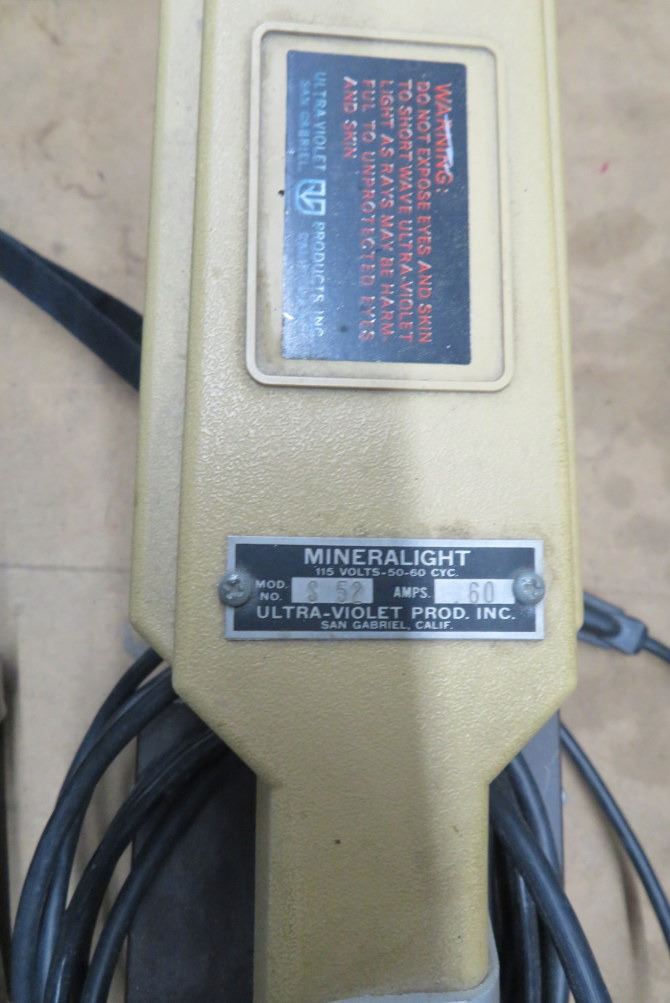 WARNING:
DO NOT EXPOSE EYES AND SKIN
TO SHORT WAVE ULTRA-VIOLET
LIGHT AS RAYS MAY BE HARM-
FUL TO UNPROTECTED EYES
AND SKIN
ULTRA-VIOLET PRODUCTS INC.
SAN GABRIEL
MINERALIGHT
115 VOLTS-50-60 CYC.
MOD. NO. S 52 AMPS. 60
ULTRA-VIOLET PROD. INC.
SAN GABRIEL, CALIF.